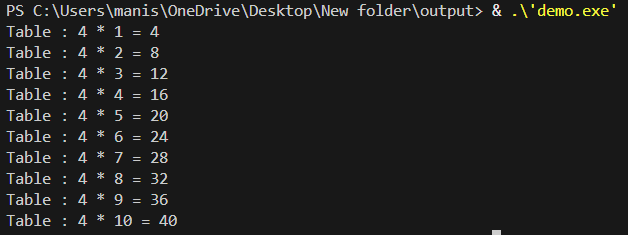 PS C:\Users\manis\OneDrive\Desktop\New folder\output> & .\'demo.exe'
Table : 4 * 1 = 4
Table : 4 * 2 = 8
Table : 4 * 3 = 12
Table : 4 * 4 = 16
Table : 4 * 5 = 20
Table : 4 * 6 = 24
Table : 4 * 7 = 28
Table : 4 * 8 = 32
Table : 4 * 9 = 36
Table : 4 * 10 = 40